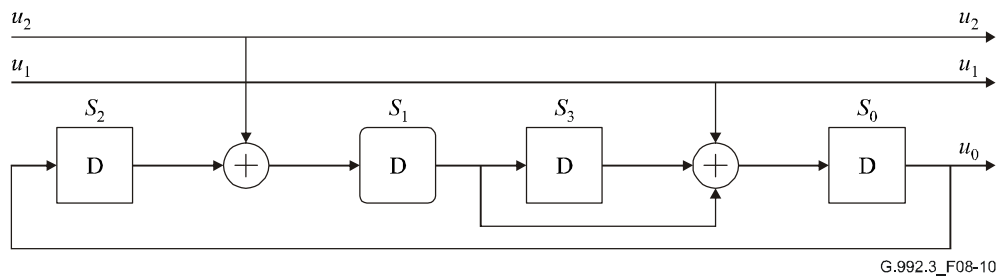 u2 u2
u1 u1
S2 S1 S3 S0
D + D D + D u0
G.992.3_F08-10